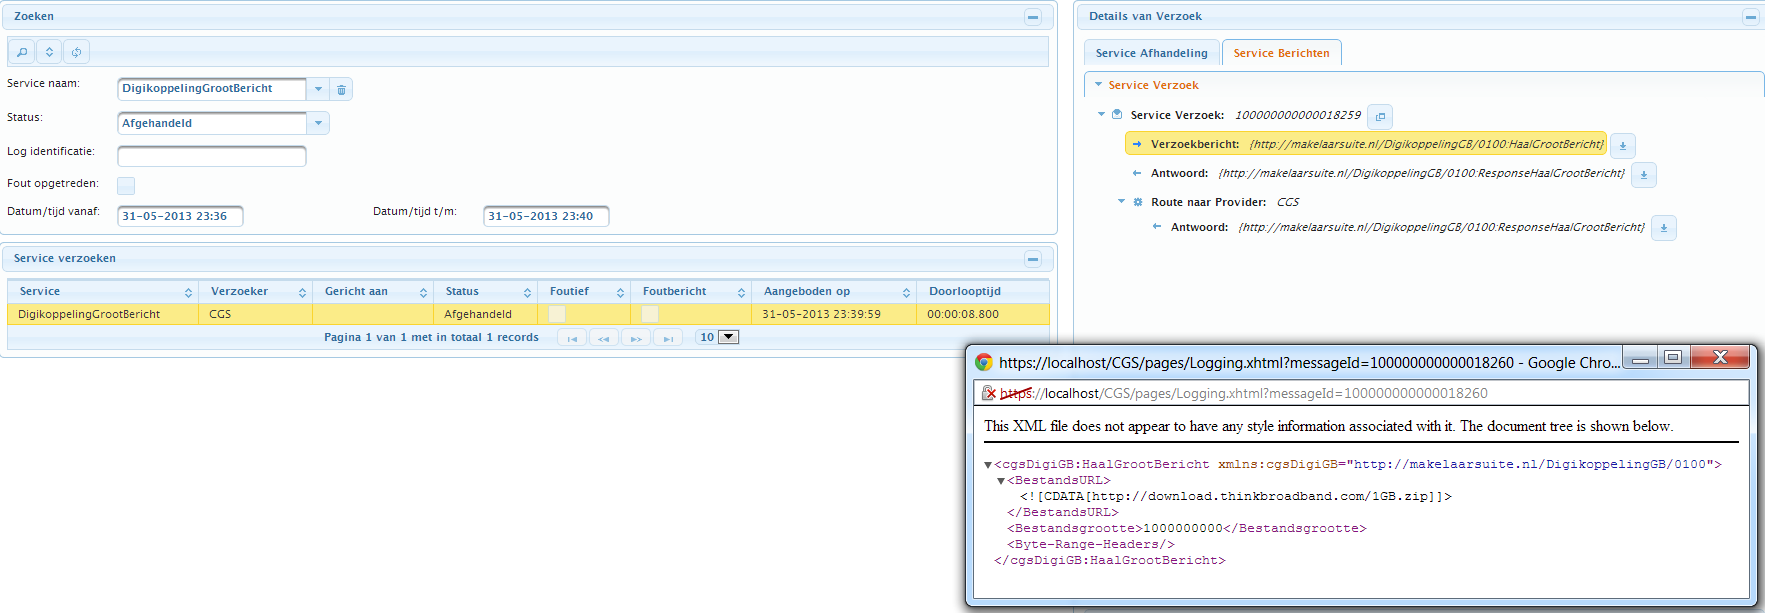 Zoeken
Service naam: DigikoppelingGrootBericht
Status: Afgehandeld
Log identificatie:
Fout opgetreden:
Datum/tijd vanaf: 31-05-2013 23:36 Datum/tijd t/m: 31-05-2013 23:40
Service verzoeken
Service Verzoeker Gericht aan Status Foutief Foutbericht Aangeboden op Doorlooptijd
DigikoppelingGrootBericht CGS Afgehandeld 31-05-2013 23:39:59 00:00:08.800
Pagina 1 van 1 met in totaal 1 records 10
Details van Verzoek
Service Afhandeling Service Berichten
Service Verzoek
Service Verzoek: 100000000000018259
Verzoekbericht: {http://makelaarsuite.nl/DigikoppelingGB/0100:HaalGrootBericht}
Antwoord: {http://makelaarsuite.nl/DigikoppelingGB/0100:ResponseHaalGrootBericht}
Route naar Provider: CGS
Antwoord: {http://makelaarsuite.nl/DigikoppelingGB/0100:ResponseHaalGrootBericht}
https://localhost/CGS/pages/Logging.xhtml?messageId=100000000000018260 - Google Chro...
https://localhost/CGS/pages/Logging.xhtml?messageId=100000000000018260
This XML file does not appear to have any style information associated with it. The document tree is shown below.
<cgsDigiGB:HaalGrootBericht xmlns:cgsDigiGB="http://makelaarsuite.nl/DigikoppelingGB/0100">
<BestandsURL>
<![CDATA[http://download.thinkbroadband.com/1GB.zip]]>
</BestandsURL>
<Bestandsgrootte>1000000000</Bestandsgrootte>
<Byte-Range-Headers/>
</cgsDigiGB:HaalGrootBericht>